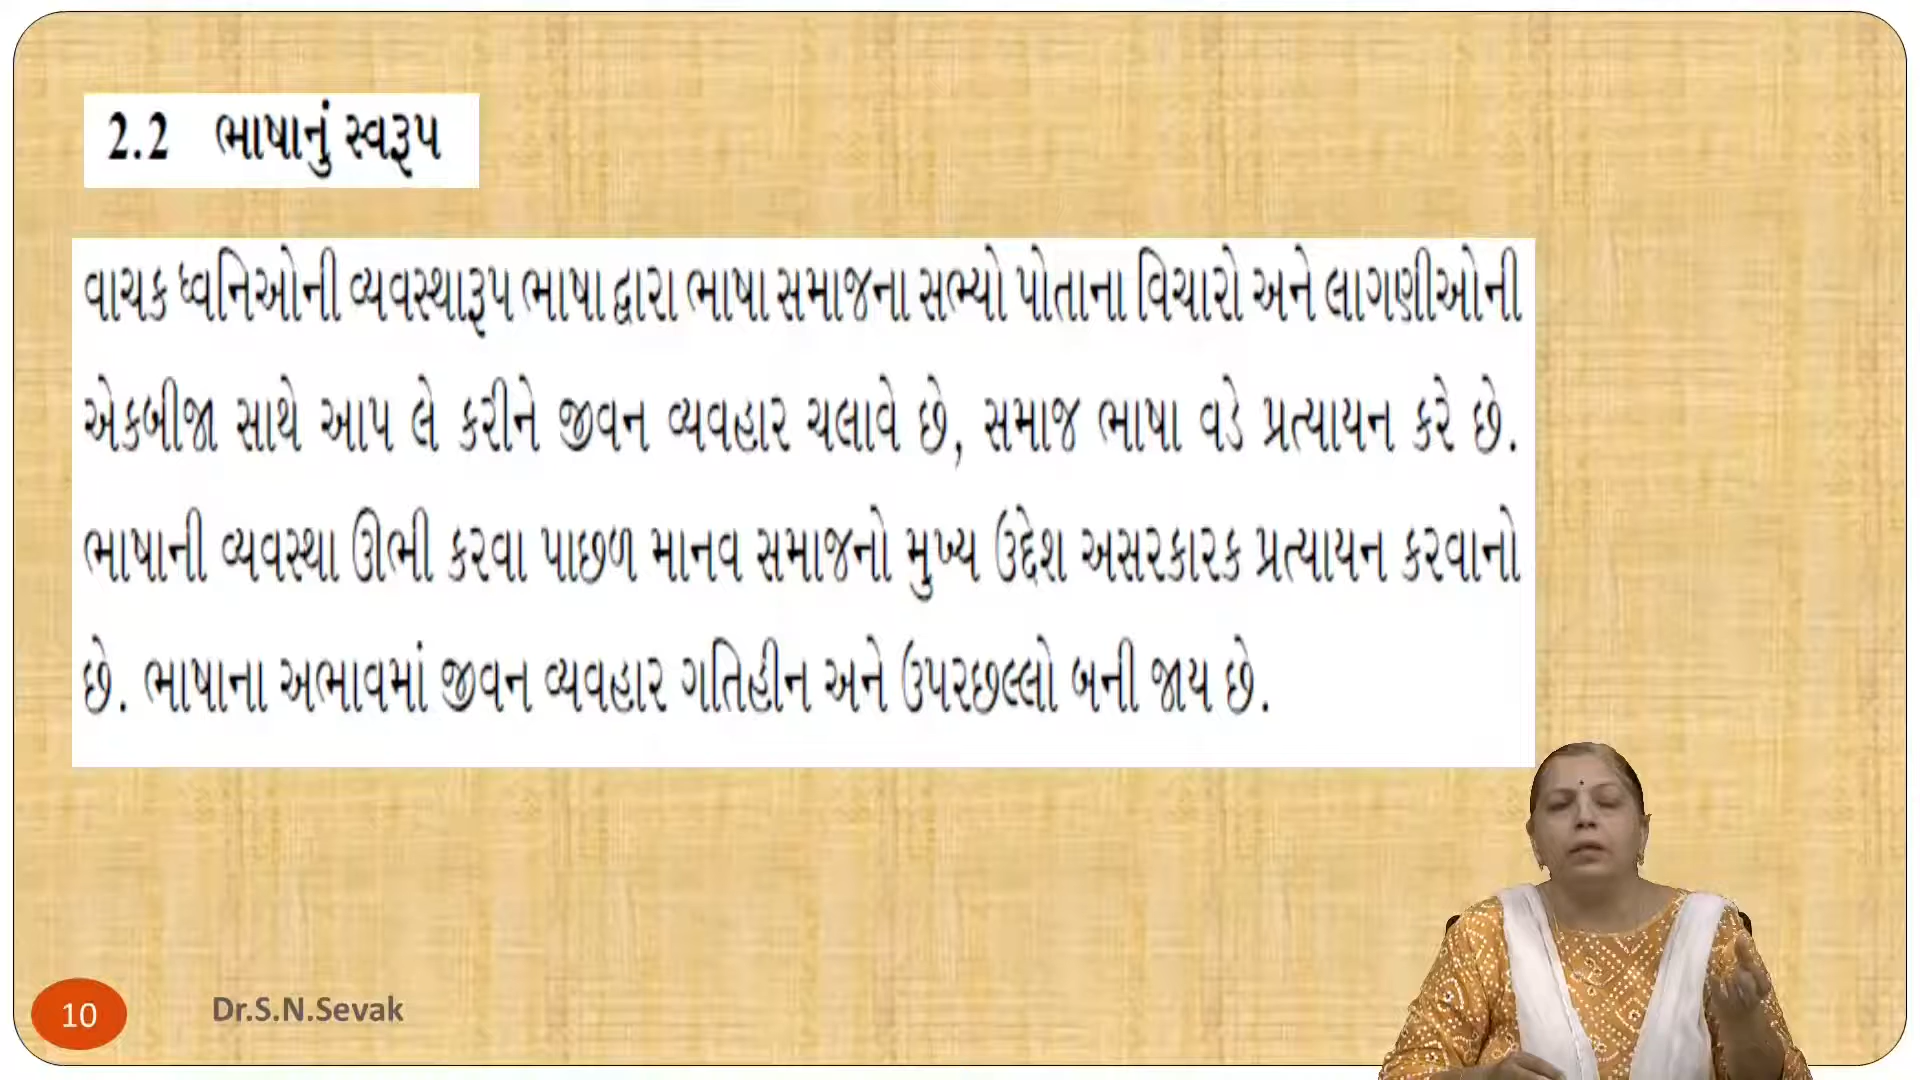 2.2 ભાષાનું સ્વરૂપ
વાચક ધ્વનિઓની વ્યવસ્થારૂપ ભાષા દ્વારા ભાષા સમાજના સભ્યો પોતાના વિચારો અને લાગણીઓની
એકબીજા સાથે આપ લે કરીને જીવન વ્યવહાર ચલાવે છે, સમાજ ભાષા વડે પ્રત્યાયન કરે છે.
ભાષાની વ્યવસ્થા ઊભી કરવા પાછળ માનવ સમાજનો મુખ્ય ઉદ્દેશ અસરકારક પ્રત્યાયન કરવાનો
છે. ભાષાના અભાવમાં જીવન વ્યવહાર ગતિહીન અને ઉપરછલ્લો બની જાય છે.
10 Dr.S.N.Sevak